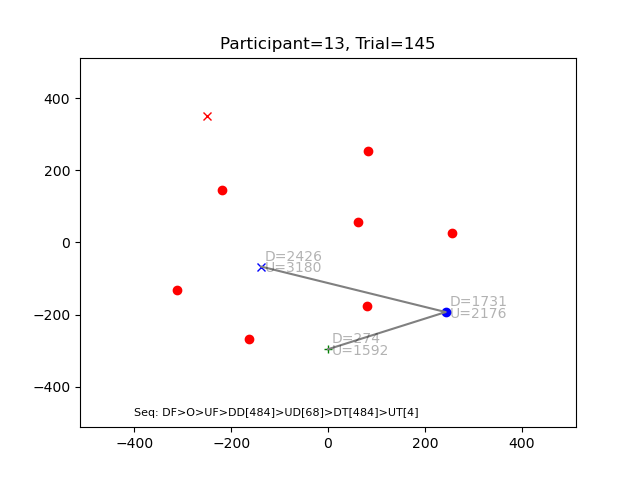 Participant=13, Trial=145
400
200
0
−200
−400
D=2426
U=3180
D=1731
U=2176
D=274
U=1592
Seq: DF>O>UF>DD[484]>UD[68]>DT[484]>UT[4]
−400
−200
0
200
400